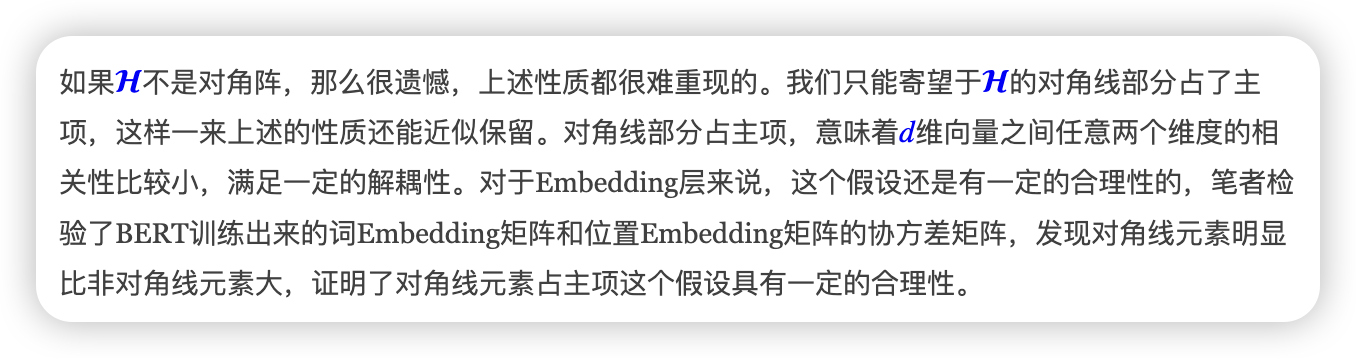 如果𝓗不是对角阵，那么很遗憾，上述性质都很难重现的。我们只能寄望于𝓗的对角线部分占了主
项，这样一来上述的性质还能近似保留。对角线部分占主项，意味着d维向量之间任意两个维度的相
关性比较小，满足一定的解耦性。对于Embedding层来说，这个假设还是有一定的合理性的，笔者检
验了BERT训练出来的词Embedding矩阵和位置Embedding矩阵的协方差矩阵，发现对角线元素明显
比非对角线元素大，证明了对角线元素占主项这个假设具有一定的合理性。